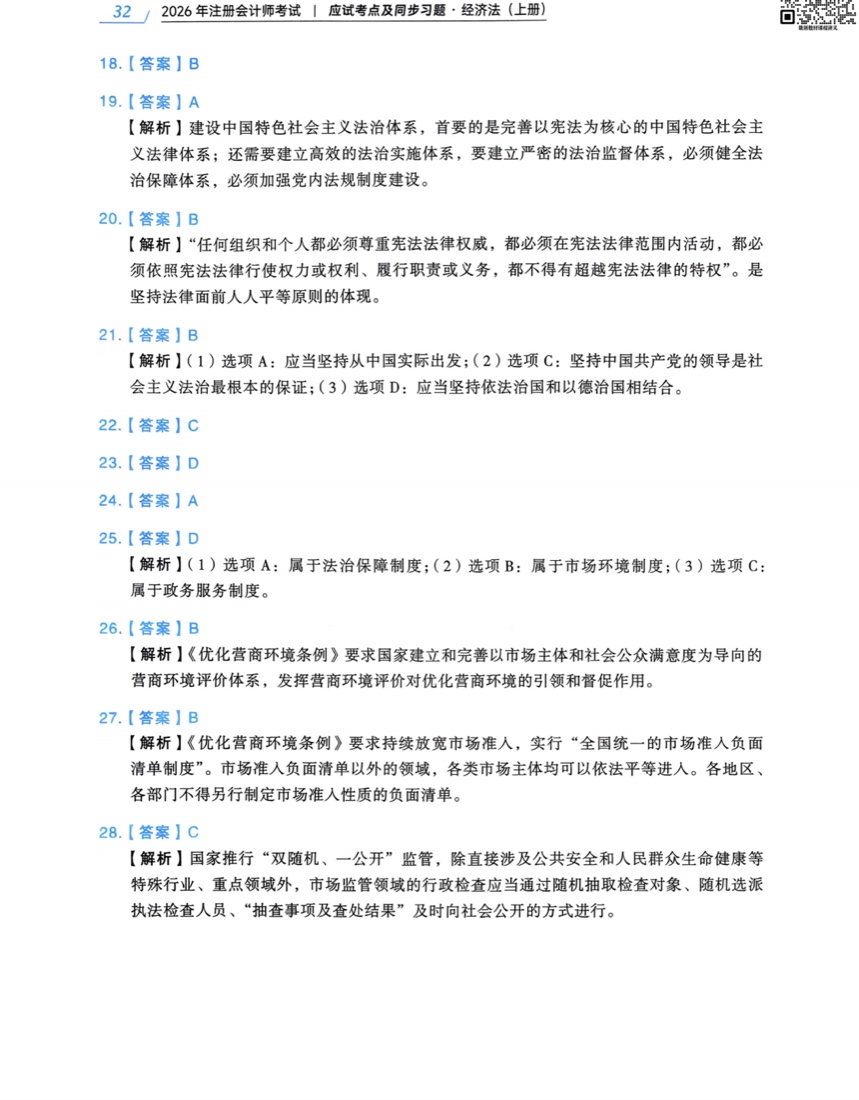 32 2026 年注册会计师考试 | 应试考点及同步习题 · 经济法（上册）
18.【答案】B
19.【答案】A
【解析】建设中国特色社会主义法治体系，首要的是完善以宪法为核心的中国特色社会主
义法律体系；还需要建立高效的法治实施体系，要建立严密的法治监督体系，必须健全法
治保障体系，必须加强党内法规制度建设。
20.【答案】B
【解析】“任何组织和个人都必须尊重宪法法律权威，都必须在宪法法律范围内活动，都必
须依照宪法法律行使权力或权利、履行职责或义务，都不得有超越宪法法律的特权”。是
坚持法律面前人人平等原则的体现。
21.【答案】B
【解析】（1）选项 A：应当坚持从中国实际出发；（2）选项 C：坚持中国共产党的领导是社
会主义法治最根本的保证；（3）选项 D：应当坚持依法治国和以德治国相结合。
22.【答案】C
23.【答案】D
24.【答案】A
25.【答案】D
【解析】（1）选项 A：属于法治保障制度；（2）选项 B：属于市场环境制度；（3）选项 C：
属于政务服务制度。
26.【答案】B
【解析】《优化营商环境条例》要求国家建立和完善以市场主体和社会公众满意度为导向的
营商环境评价体系，发挥营商环境评价对优化营商环境的引领和督促作用。
27.【答案】B
【解析】《优化营商环境条例》要求持续放宽市场准入，实行“全国统一的市场准入负面
清单制度”。市场准入负面清单以外的领域，各类市场主体均可以依法平等进入。各地区、
各部门不得另行制定市场准入性质的负面清单。
28.【答案】C
【解析】国家推行“双随机、一公开”监管，除直接涉及公共安全和人民群众生命健康等
特殊行业、重点领域外，市场监管领域的行政检查应当通过随机抽取检查对象、随机选派
执法检查人员、“抽查事项及查处结果”及时向社会公开的方式进行。